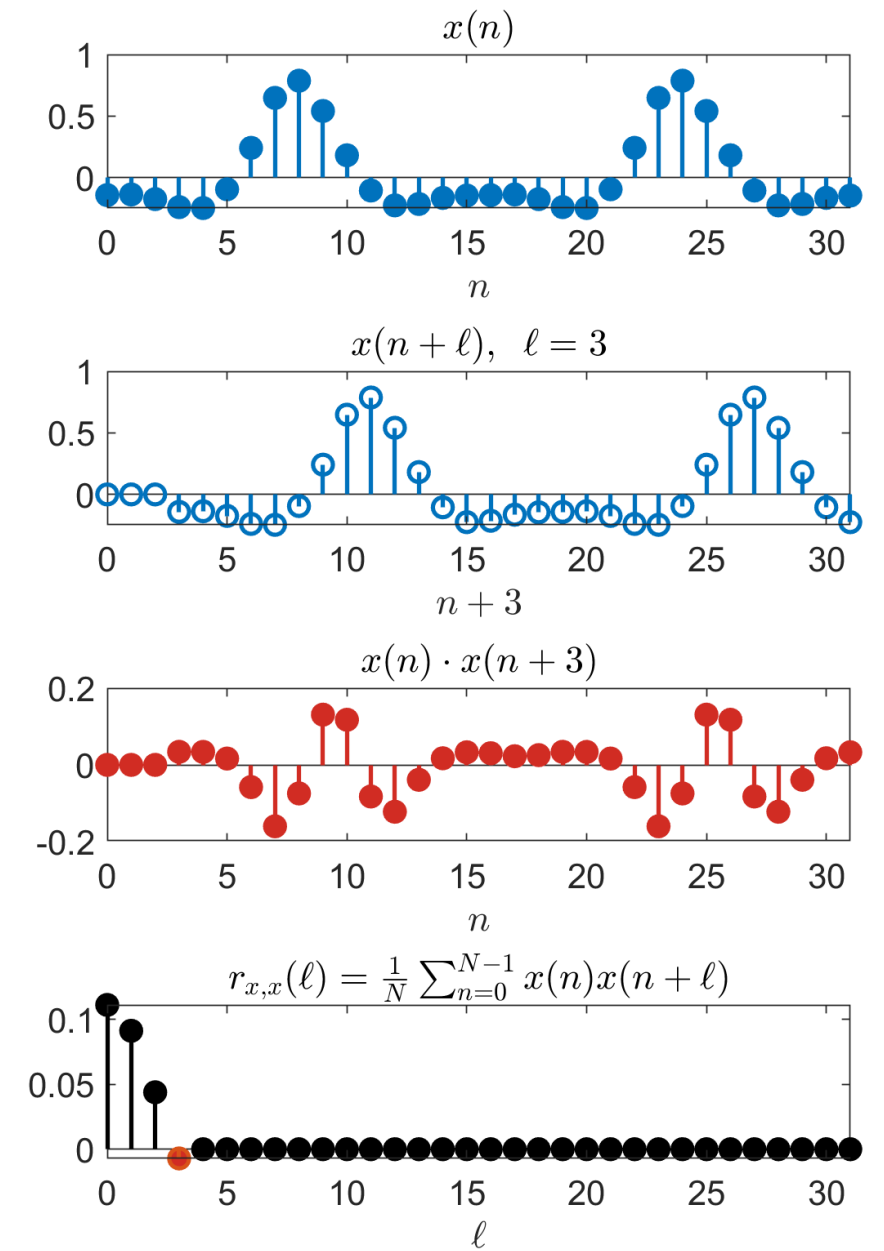 x(n)
1
0.5
0
0 5 10 15 20 25 30
n
x(n + ℓ), ℓ = 3
1
0.5
0
0 5 10 15 20 25 30
n + 3
x(n) · x(n + 3)
0.2
0
-0.2
0 5 10 15 20 25 30
n
r_{x,x}(ℓ) = \frac{1}{N} \sum_{n=0}^{N-1} x(n)x(n + ℓ)
0.1
0.05
0
0 5 10 15 20 25 30
ℓ